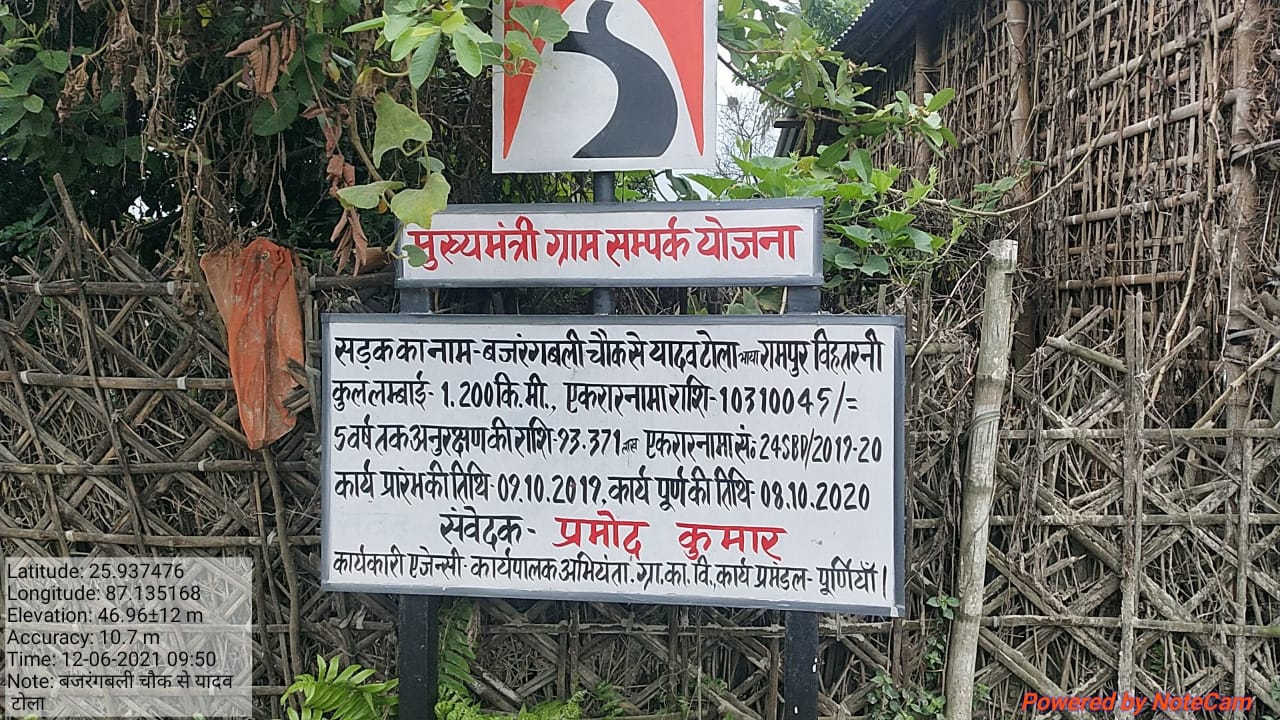 मुख्यमंत्री ग्राम सम्पर्क योजना
सड़क का नाम-बजरंगबली चौक से यादव टोला भाया रामपुर विहतरनी
कुल लम्बाई- 1.200कि.मी., एकरारनामा राशि-10310045/=
5 वर्ष तक अनुरक्षण की राशि-93.371 लाख एकरारनामा सं॰ 24SBD/2019-20
कार्य प्रारंभ की तिथि-09.10.2019, कार्य पूर्ण की तिथि-08.10.2020
संवेदक- प्रमोद कुमार
कार्यकारी एजेन्सी-कार्यपालक अभियंता. ग्रा.का.वि.कार्य प्रमंडल- पूर्णियाँ।
Latitude: 25.937476
Longitude: 87.135168
Elevation: 46.96±12 m
Accuracy: 10.7 m
Time: 12-06-2021 09:50
Note: बजरंगबली चौक से यादव
टोला
Powered by NoteCam